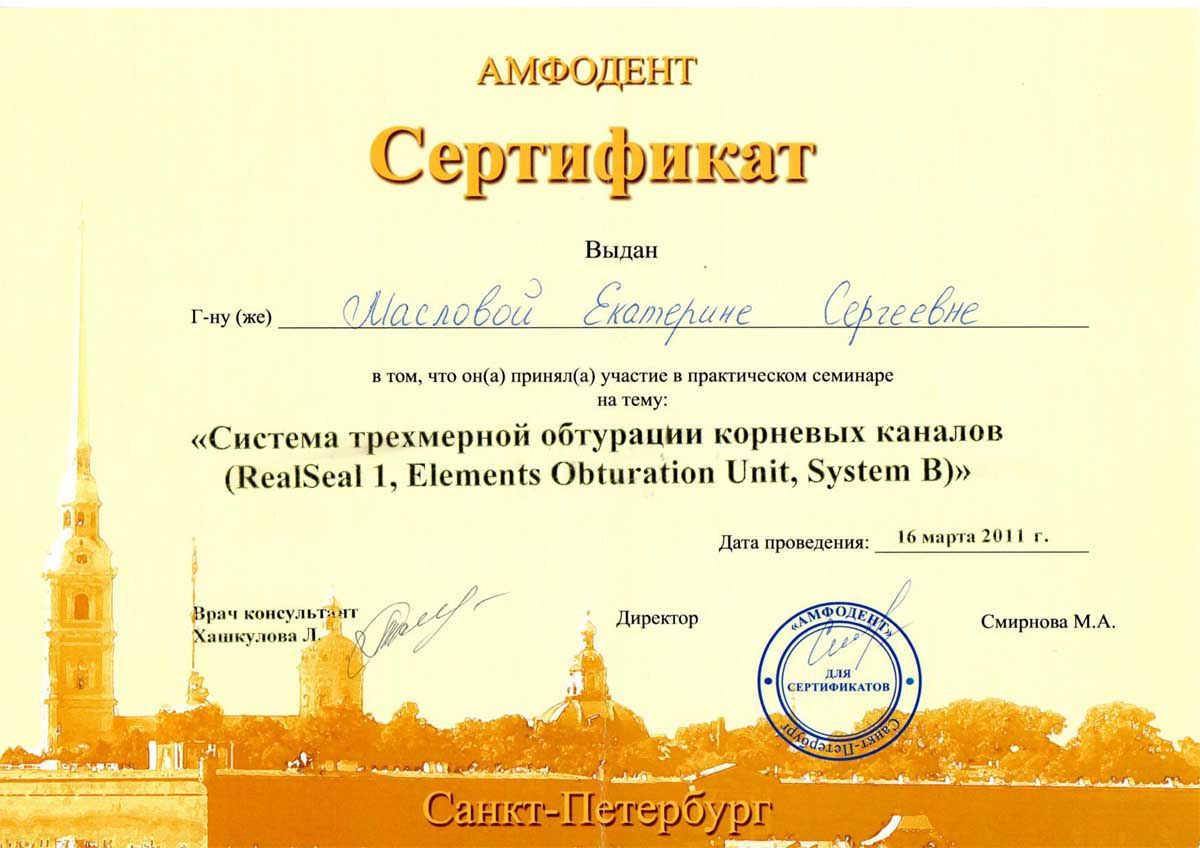 АМФОДЕНТ
Сертификат
Выдан
Г-ну (же) Масловой Екатерине Сергеевне
в том, что он(а) принял(а) участие в практическом семинаре
на тему:
«Система трехмерной обтурации корневых каналов
(RealSeal 1, Elements Obturation Unit, System B)»
Дата проведения: 16 марта 2011 г.
Врач консультант
Хашкулова Л.
Директор
Смирнова М.А.
«АМФОДЕНТ»
ДЛЯ
СЕРТИФИКАТОВ
Санкт-Петербург
Санкт-Петербург